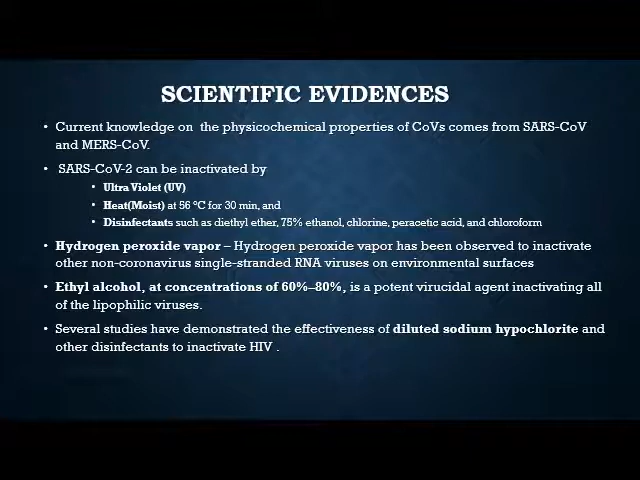 SCIENTIFIC EVIDENCES
• Current knowledge on the physicochemical properties of CoVs comes from SARS-CoV
and MERS-CoV.
• SARS-CoV-2 can be inactivated by
• Ultra Violet (UV)
• Heat(Moist) at 56 °C for 30 min, and
• Disinfectants such as diethyl ether, 75% ethanol, chlorine, peracetic acid, and chloroform
• Hydrogen peroxide vapor – Hydrogen peroxide vapor has been observed to inactivate
other non-coronavirus single-stranded RNA viruses on environmental surfaces
• Ethyl alcohol, at concentrations of 60%–80%, is a potent virucidal agent inactivating all
of the lipophilic viruses.
• Several studies have demonstrated the effectiveness of diluted sodium hypochlorite and
other disinfectants to inactivate HIV .